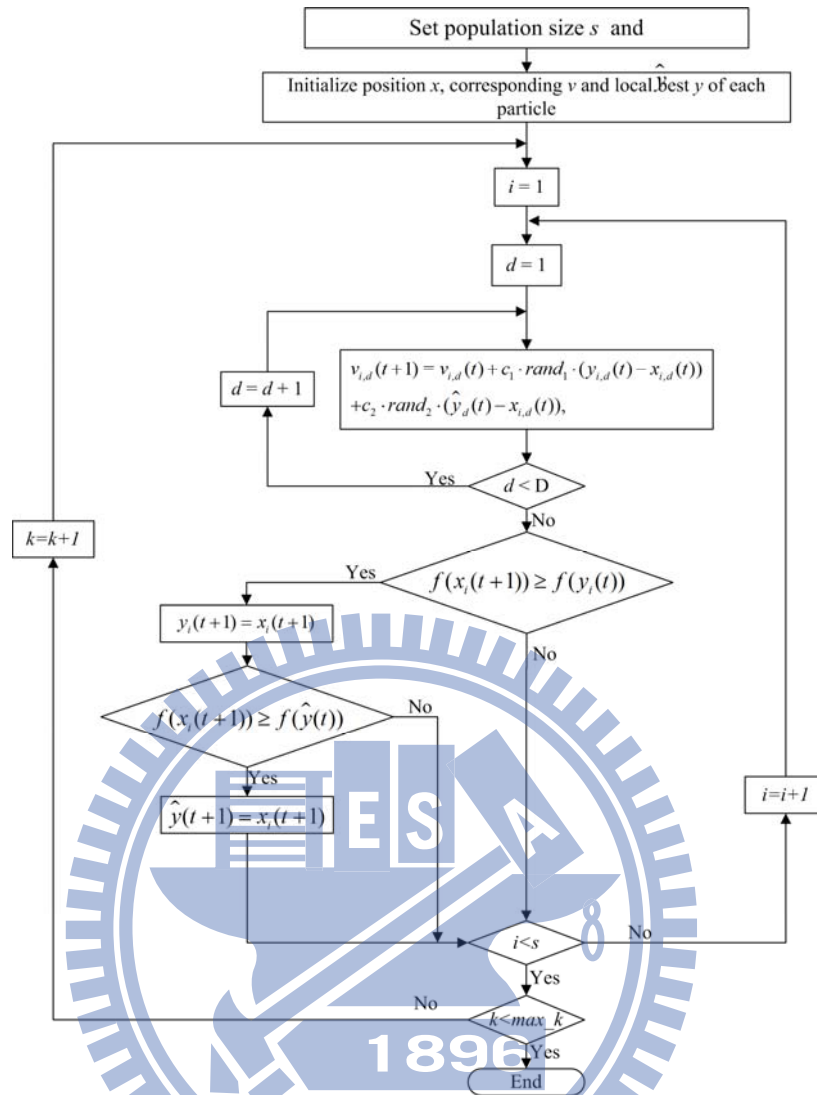 Set population size s and
Initialize position x, corresponding v and local best y of each
particle
i = 1
d = 1
v_{i,d}(t+1) = v_{i,d}(t) + c_1 · rand_1 · (y_{i,d}(t) − x_{i,d}(t))
+c_2 · rand_2 · (ŷ_d(t) − x_{i,d}(t)),
d = d + 1
Yes
d < D
No
k=k+1
Yes
f(x_i(t+1)) ≥ f(y_i(t))
y_i(t+1) = x_i(t+1)
No
f(x_i(t+1)) ≥ f(ŷ(t))
No
Yes
ŷ(t+1) = x_i(t+1)
i=i+1
E S A
8
i<s
No
Yes
No
k<max_k
Yes
1896
End